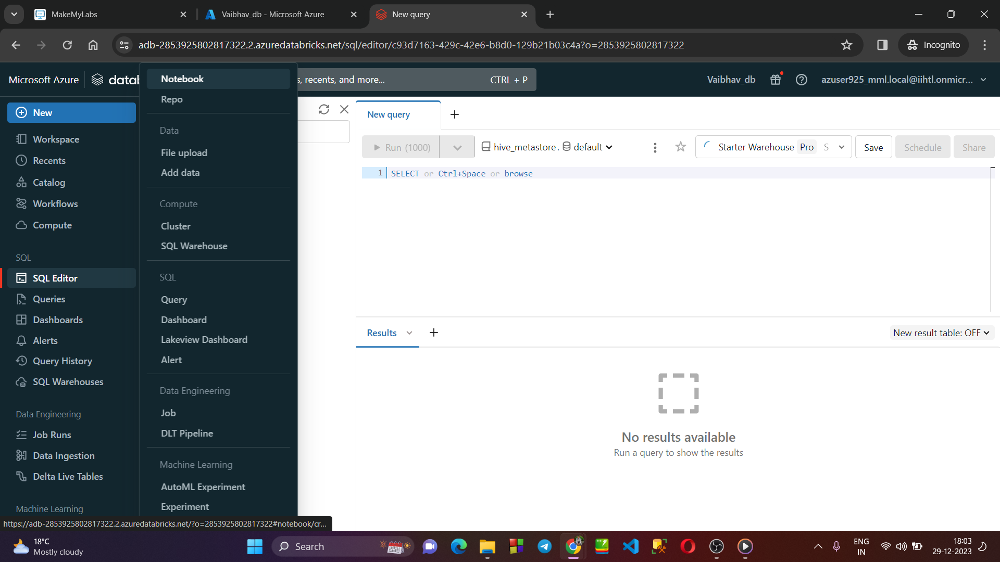 MakeMyLabs
Vaibhav_db - Microsoft Azure
New query
adb-2853925802817322.2.azuredatabricks.net/sql/editor/c93d7163-429c-42e6-b8d0-129b21b03c4a?o=2853925802817322
Incognito
Microsoft Azure
, recents, and more...
CTRL + P
Vaibhav_db
azuser925_mml.local@iihtl.onmicr...
New
Workspace
Recents
Catalog
Workflows
Compute
SQL
SQL Editor
Queries
Dashboards
Alerts
Query History
SQL Warehouses
Data Engineering
Job Runs
Data Ingestion
Delta Live Tables
Machine Learning
Notebook
Repo
Data
File upload
Add data
Compute
Cluster
SQL Warehouse
SQL
Query
Dashboard
Lakeview Dashboard
Alert
Data Engineering
Job
DLT Pipeline
Machine Learning
AutoML Experiment
Experiment
https://adb-2853925802817322.2.azuredatabricks.net/?o=2853925802817322#notebook/cr...
New query
Run (1000)
hive_metastore. default
Starter Warehouse Pro S
Save
Schedule
Share
1 SELECT or Ctrl+Space or browse
Results
New result table: OFF
No results available
Run a query to show the results
18°C
Mostly cloudy
Search
ENG
IN
18:03
29-12-2023